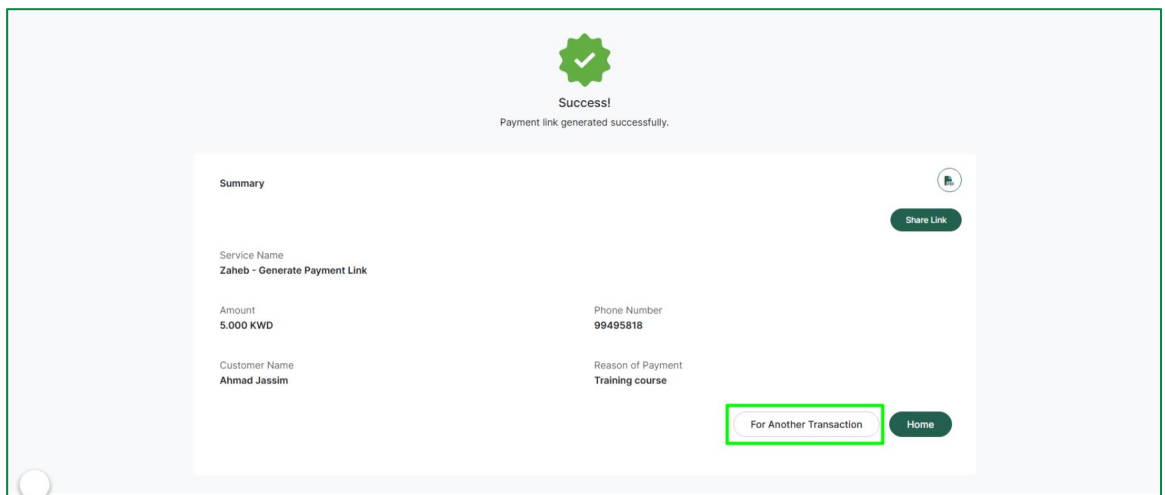 Success!
Payment link generated successfully.
Summary
Share Link
Service Name
Zaheb - Generate Payment Link
Amount
5.000 KWD
Phone Number
99495818
Customer Name
Ahmad Jassim
Reason of Payment
Training course
For Another Transaction
Home